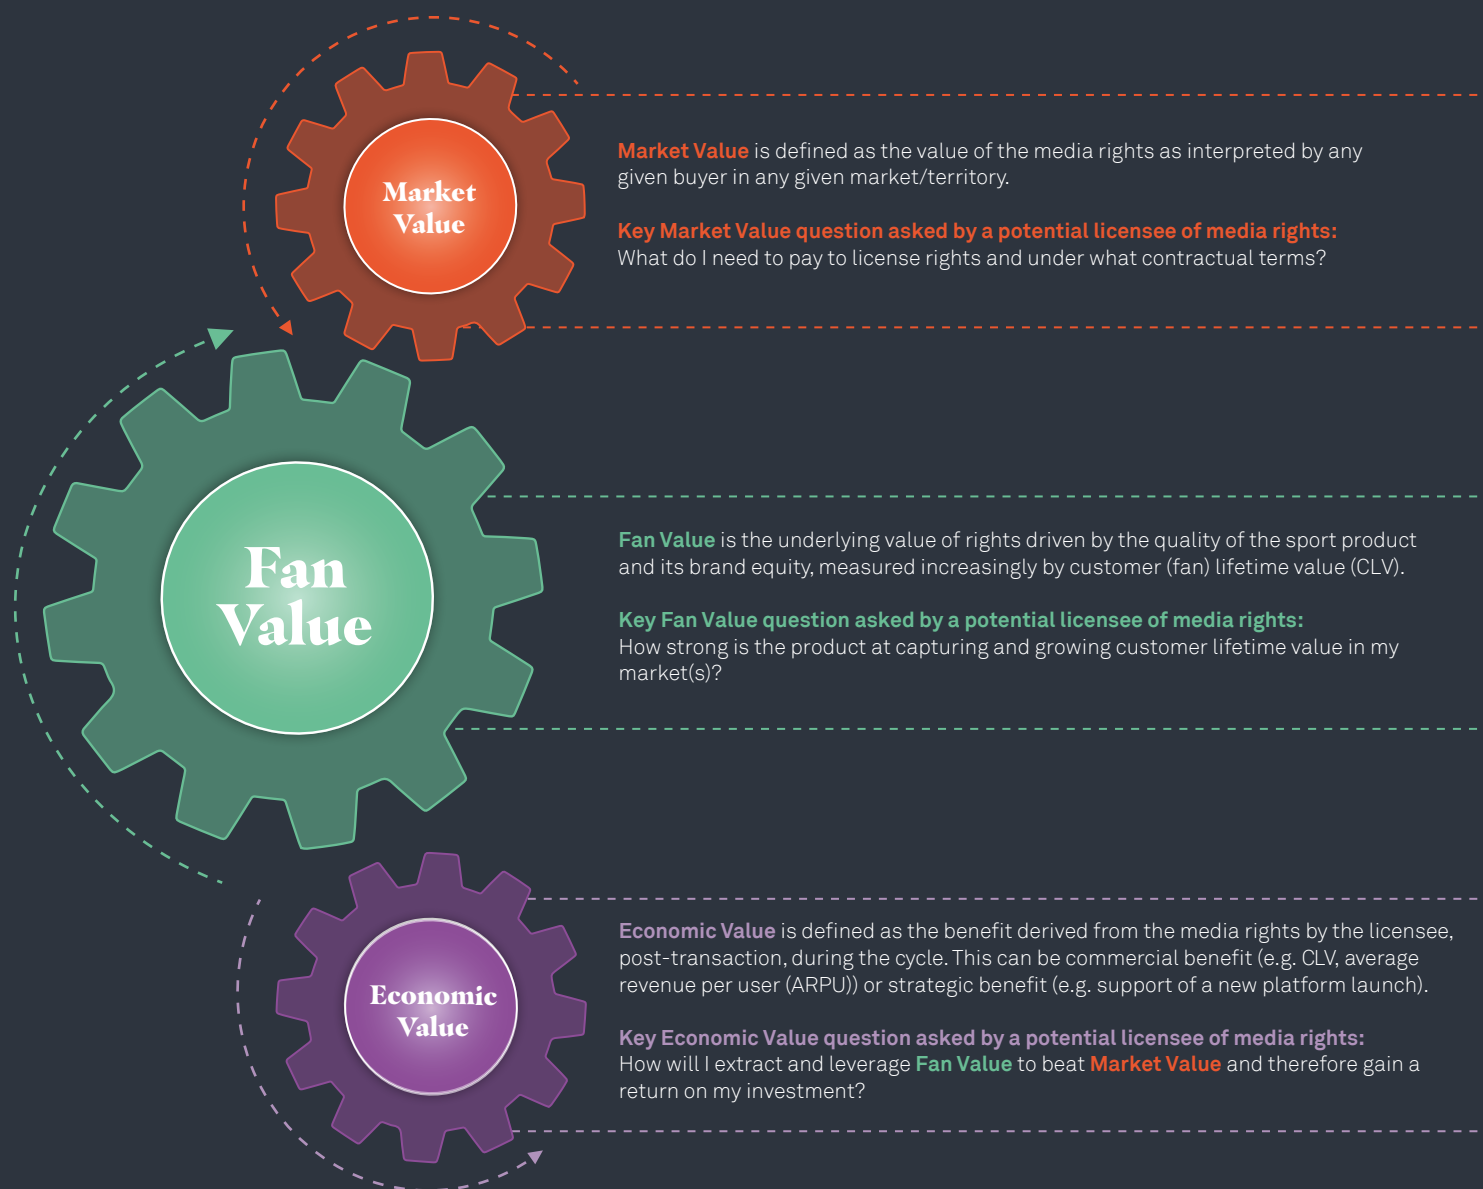 Market
Value
Market Value is defined as the value of the media rights as interpreted by any
given buyer in any given market/territory.
Key Market Value question asked by a potential licensee of media rights:
What do I need to pay to license rights and under what contractual terms?
Fan
Value
Fan Value is the underlying value of rights driven by the quality of the sport product
and its brand equity, measured increasingly by customer (fan) lifetime value (CLV).
Key Fan Value question asked by a potential licensee of media rights:
How strong is the product at capturing and growing customer lifetime value in my
market(s)?
Economic
Value
Economic Value is defined as the benefit derived from the media rights by the licensee,
post-transaction, during the cycle. This can be commercial benefit (e.g. CLV, average
revenue per user (ARPU)) or strategic benefit (e.g. support of a new platform launch).
Key Economic Value question asked by a potential licensee of media rights:
How will I extract and leverage Fan Value to beat Market Value and therefore gain a
return on my investment?